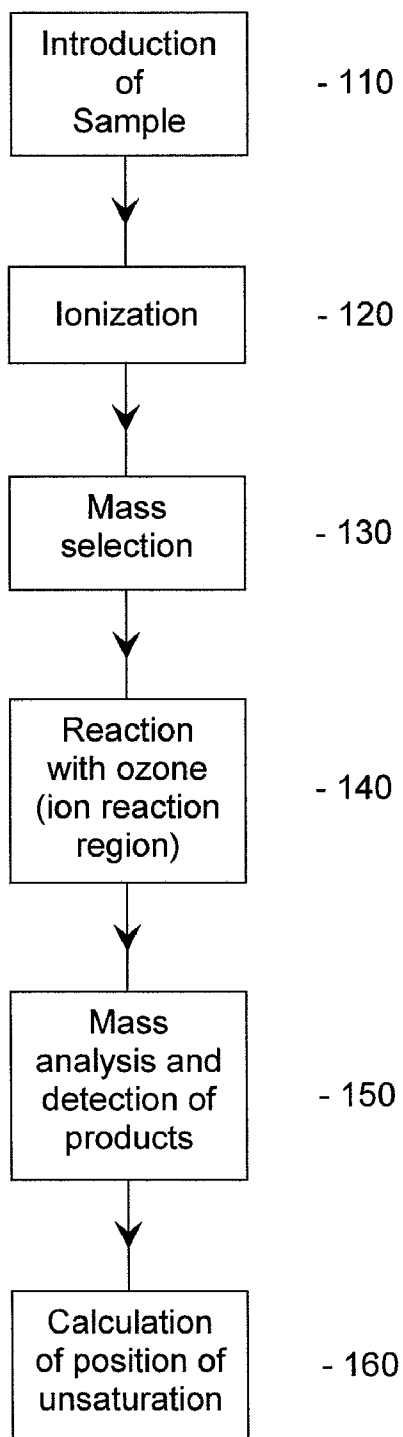 Introduction
of
Sample
- 110
Ionization
- 120
Mass
selection
- 130
Reaction
with ozone
(ion reaction
region)
- 140
Mass
analysis and
detection of
products
- 150
Calculation
of position of
unsaturation
- 160